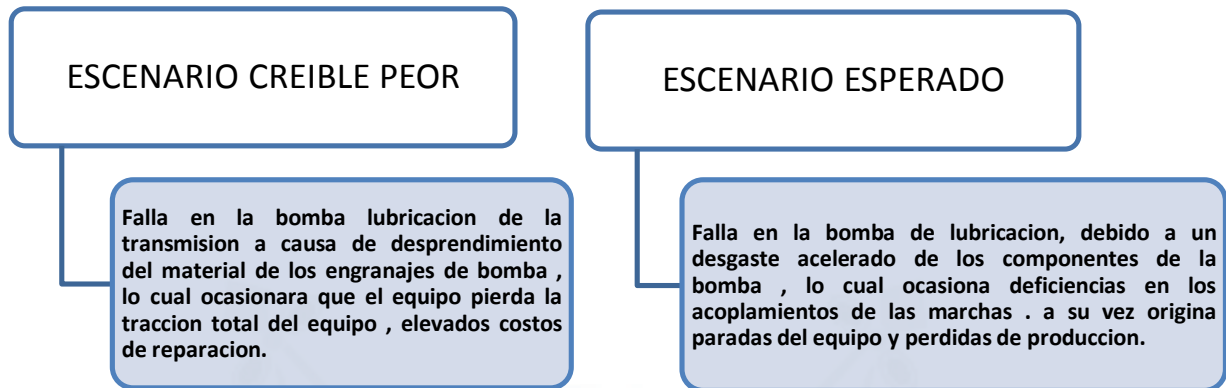 ESCENARIO CREIBLE PEOR
Falla en la bomba lubricacion de la
transmision a causa de desprendimiento
del material de los engranajes de bomba ,
lo cual ocasionara que el equipo pierda la
traccion total del equipo , elevados costos
de reparacion.
ESCENARIO ESPERADO
Falla en la bomba de lubricacion, debido a un
desgaste acelerado de los componentes de la
bomba , lo cual ocasiona deficiencias en los
acoplamientos de las marchas . a su vez origina
paradas del equipo y perdidas de produccion.